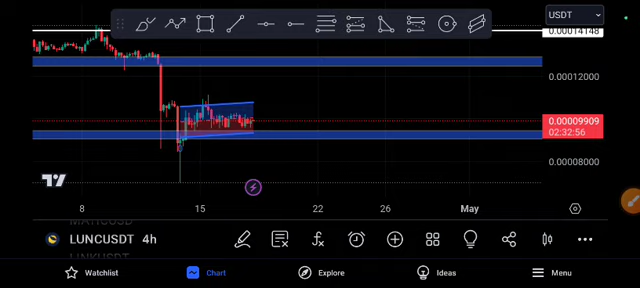 USDT
0.00014148
0.00012000
0.00009909
02:32:56
0.00008000
8
15
22
26
May
LUNCUSDT 4h
Watchlist
Chart
Explore
Ideas
Menu